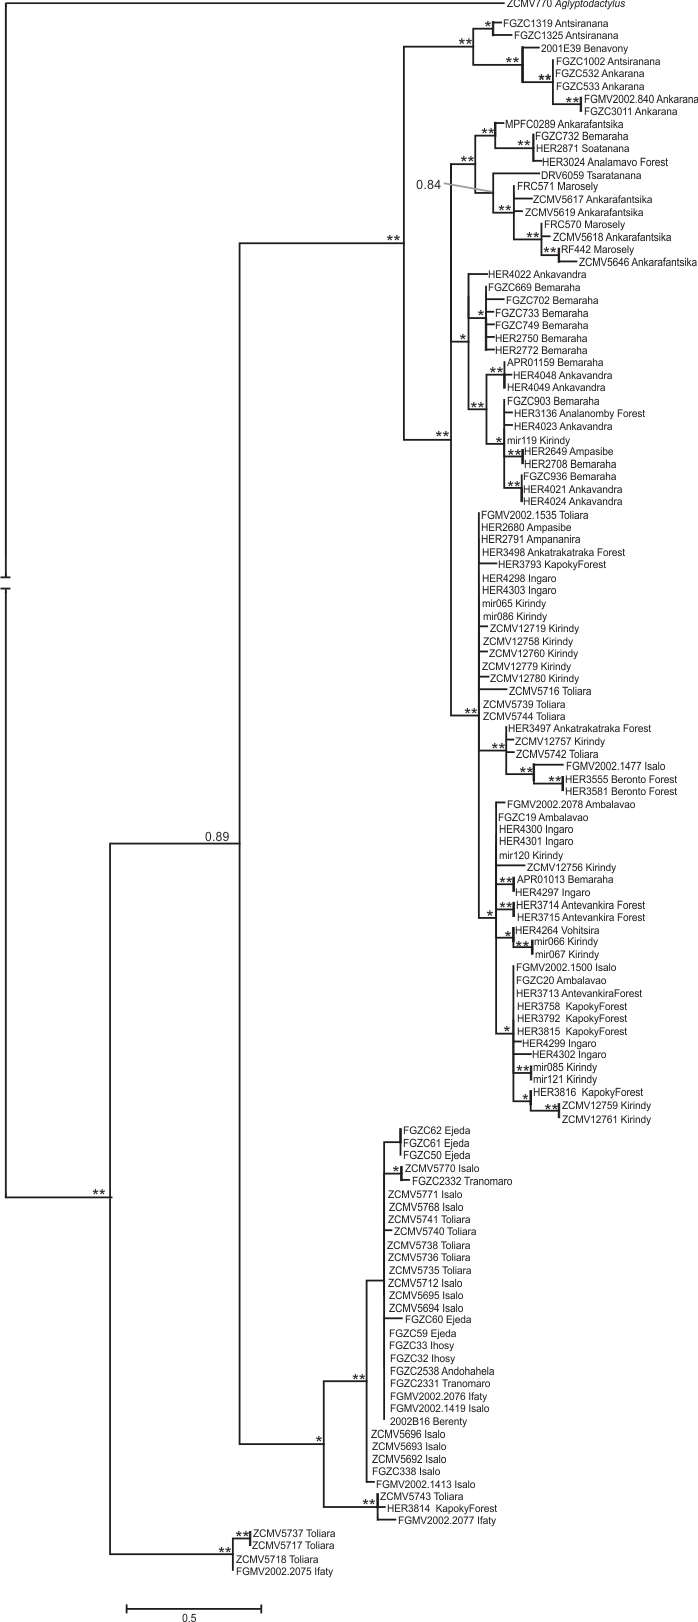 ZCMV770 Aglyptodactylus
* FGZC1319 Antsiranana
** FGZC1325 Antsiranana
2001E39 Benavony
** FGZC1002 Antsiranana
FGZC532 Ankarana
** FGZC533 Ankarana
** FGMV2002.840 Ankarana
FGZC3011 Ankarana
MPFC0289 Ankarafantsika
** FGZC732 Bemaraha
** HER2871 Soatanana
** HER3024 Analamavo Forest
DRV6059 Tsaratanana
0.84 FRC571 Marosely
ZCMV5617 Ankarafantsika
** ZCMV5619 Ankarafantsika
FRC570 Marosely
** ZCMV5618 Ankarafantsika
** ** RF442 Marosely
ZCMV5646 Ankarafantsika
HER4022 Ankavandra
FGZC669 Bemaraha
FGZC702 Bemaraha
* FGZC733 Bemaraha
FGZC749 Bemaraha
* HER2750 Bemaraha
HER2772 Bemaraha
APR01159 Bemaraha
** HER4048 Ankavandra
HER4049 Ankavandra
** FGZC903 Bemaraha
HER3136 Analanomby Forest
HER4023 Ankavandra
** * mir119 Kirindy
** HER2649 Ampasibe
HER2708 Bemaraha
FGZC936 Bemaraha
** HER4021 Ankavandra
HER4024 Ankavandra
FGMV2002.1535 Toliara
HER2680 Ampasibe
HER2791 Ampananira
HER3498 Ankatrakatraka Forest
HER3793 KapokyForest
HER4298 Ingaro
HER4303 Ingaro
mir065 Kirindy
mir086 Kirindy
ZCMV12719 Kirindy
ZCMV12758 Kirindy
ZCMV12760 Kirindy
ZCMV12779 Kirindy
ZCMV12780 Kirindy
ZCMV5716 Toliara
ZCMV5739 Toliara
** ZCMV5744 Toliara
HER3497 Ankatrakatraka Forest
** ZCMV12757 Kirindy
ZCMV5742 Toliara
** FGMV2002.1477 Isalo
** HER3555 Beronto Forest
HER3581 Beronto Forest
FGMV2002.2078 Ambalavao
FGZC19 Ambalavao
HER4300 Ingaro
0.89 HER4301 Ingaro
mir120 Kirindy
ZCMV12756 Kirindy
** APR01013 Bemaraha
HER4297 Ingaro
** HER3714 Antevankira Forest
* HER3715 Antevankira Forest
* HER4264 Vohitsira
** mir066 Kirindy
mir067 Kirindy
FGMV2002.1500 Isalo
FGZC20 Ambalavao
HER3713 AntevankiraForest
HER3758 KapokyForest
HER3792 KapokyForest
* HER3815 KapokyForest
HER4299 Ingaro
HER4302 Ingaro
** mir085 Kirindy
mir121 Kirindy
* HER3816 KapokyForest
** ZCMV12759 Kirindy
ZCMV12761 Kirindy
FGZC62 Ejeda
FGZC61 Ejeda
FGZC50 Ejeda
* ZCMV5770 Isalo
FGZC2332 Tranomaro
** ZCMV5771 Isalo
ZCMV5768 Isalo
ZCMV5741 Toliara
ZCMV5740 Toliara
ZCMV5738 Toliara
ZCMV5736 Toliara
ZCMV5735 Toliara
ZCMV5712 Isalo
ZCMV5695 Isalo
ZCMV5694 Isalo
FGZC60 Ejeda
FGZC59 Ejeda
FGZC33 Ihosy
FGZC32 Ihosy
** FGZC2538 Andohahela
FGZC2331 Tranomaro
FGMV2002.2076 Ifaty
FGMV2002.1419 Isalo
2002B16 Berenty
* ZCMV5696 Isalo
ZCMV5693 Isalo
ZCMV5692 Isalo
FGZC338 Isalo
FGMV2002.1413 Isalo
** ZCMV5743 Toliara
HER3814 KapokyForest
FGMV2002.2077 Ifaty
** ZCMV5737 Toliara
** ZCMV5717 Toliara
ZCMV5718 Toliara
FGMV2002.2075 Ifaty
0.5